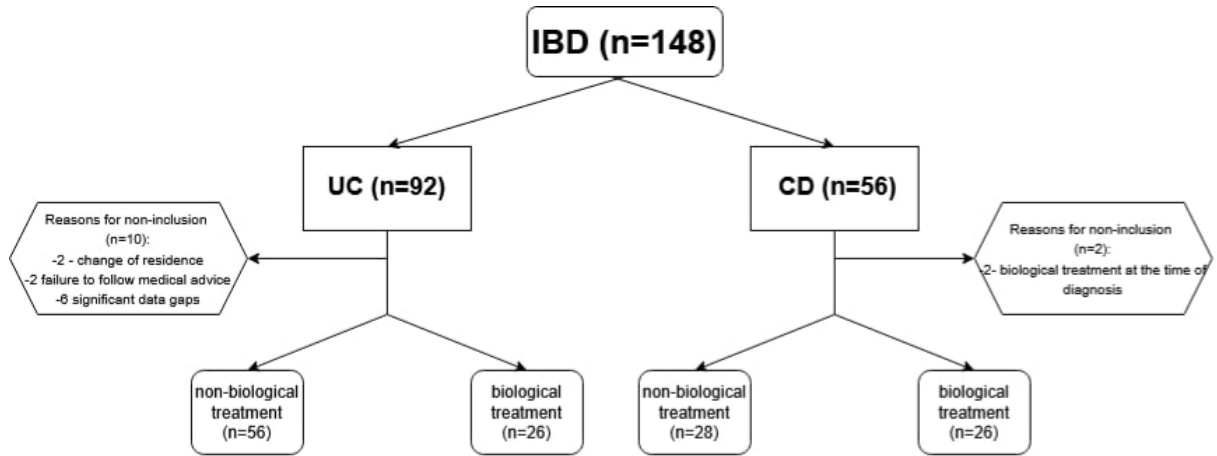 IBD (n=148)
UC (n=92)
CD (n=56)
Reasons for non-inclusion
(n=10):
-2 - change of residence
-2 failure to follow medical advice
-6 significant data gaps
Reasons for non-inclusion
(n=2):
-2- biological treatment at the time of
diagnosis
non-biological
treatment
(n=56)
biological
treatment
(n=26)
non-biological
treatment
(n=28)
biological
treatment
(n=26)